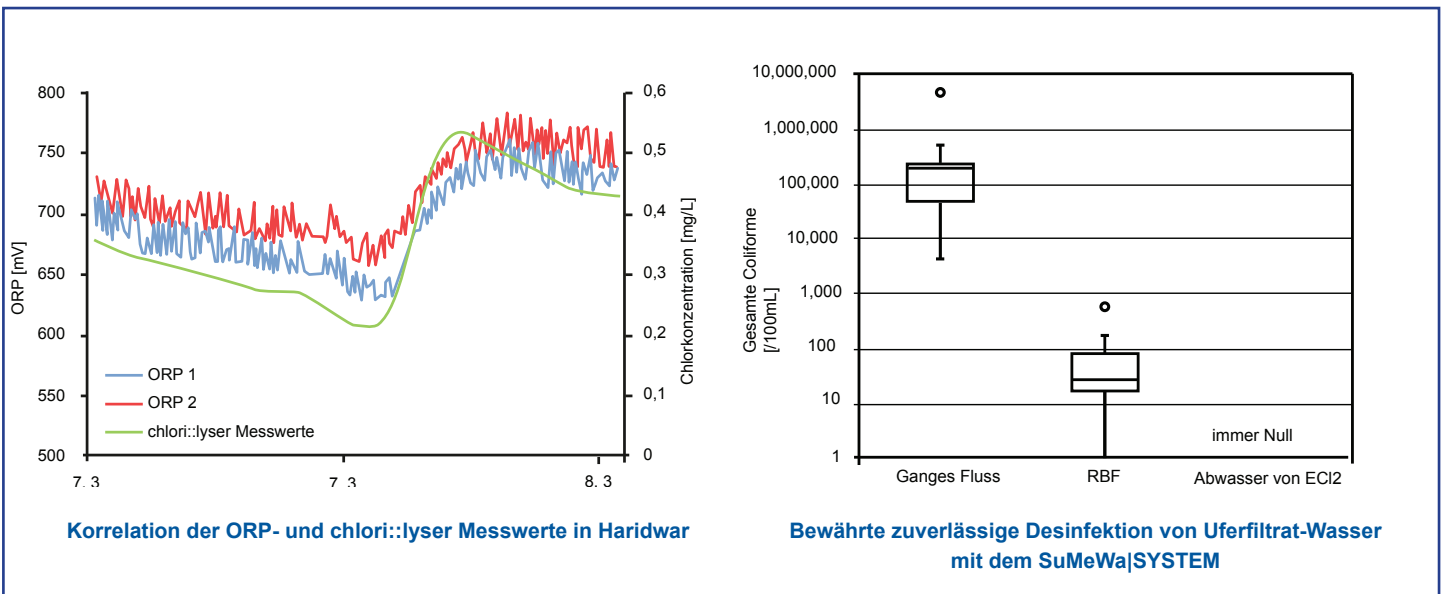 800
750
700
650
600
550
500
ORP [mV]
0,6
0,5
0,4
0,3
0,2
0,1
0
Chlorkonzentration [mg/L]
ORP 1
ORP 2
chlori::lyser Messwerte
7. 3
7. 3
8. 3
Korrelation der ORP- und chlori::lyser Messwerte in Haridwar
10,000,000
1,000,000
100,000
10,000
1,000
100
10
1
Gesamte Coliforme
[/100mL]
immer Null
Ganges Fluss
RBF
Abwasser von ECl2
Bewährte zuverlässige Desinfektion von Uferfiltrat-Wasser
mit dem SuMeWa|SYSTEM